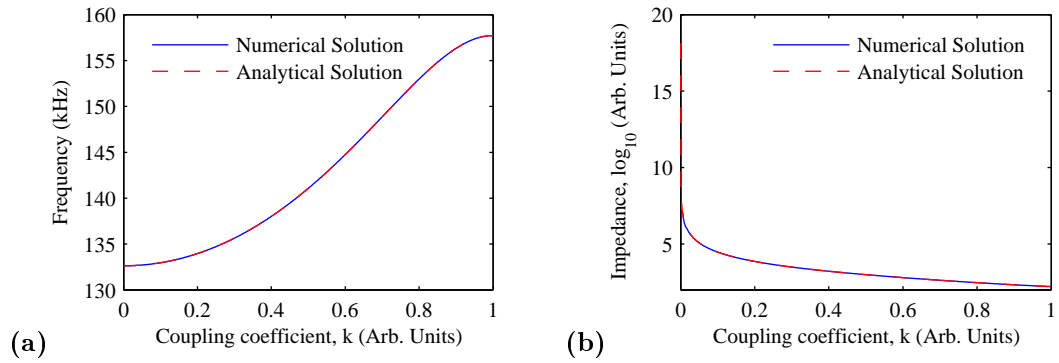 160
155
150
145
140
135
130
Frequency (kHz)
Numerical Solution
Analytical Solution
0
0.2
0.4
0.6
0.8
1
Coupling coefficient, k (Arb. Units)
(a)
20
15
10
5
Impedance, log10 (Arb. Units)
Numerical Solution
Analytical Solution
0
0.2
0.4
0.6
0.8
1
Coupling coefficient, k (Arb. Units)
(b)